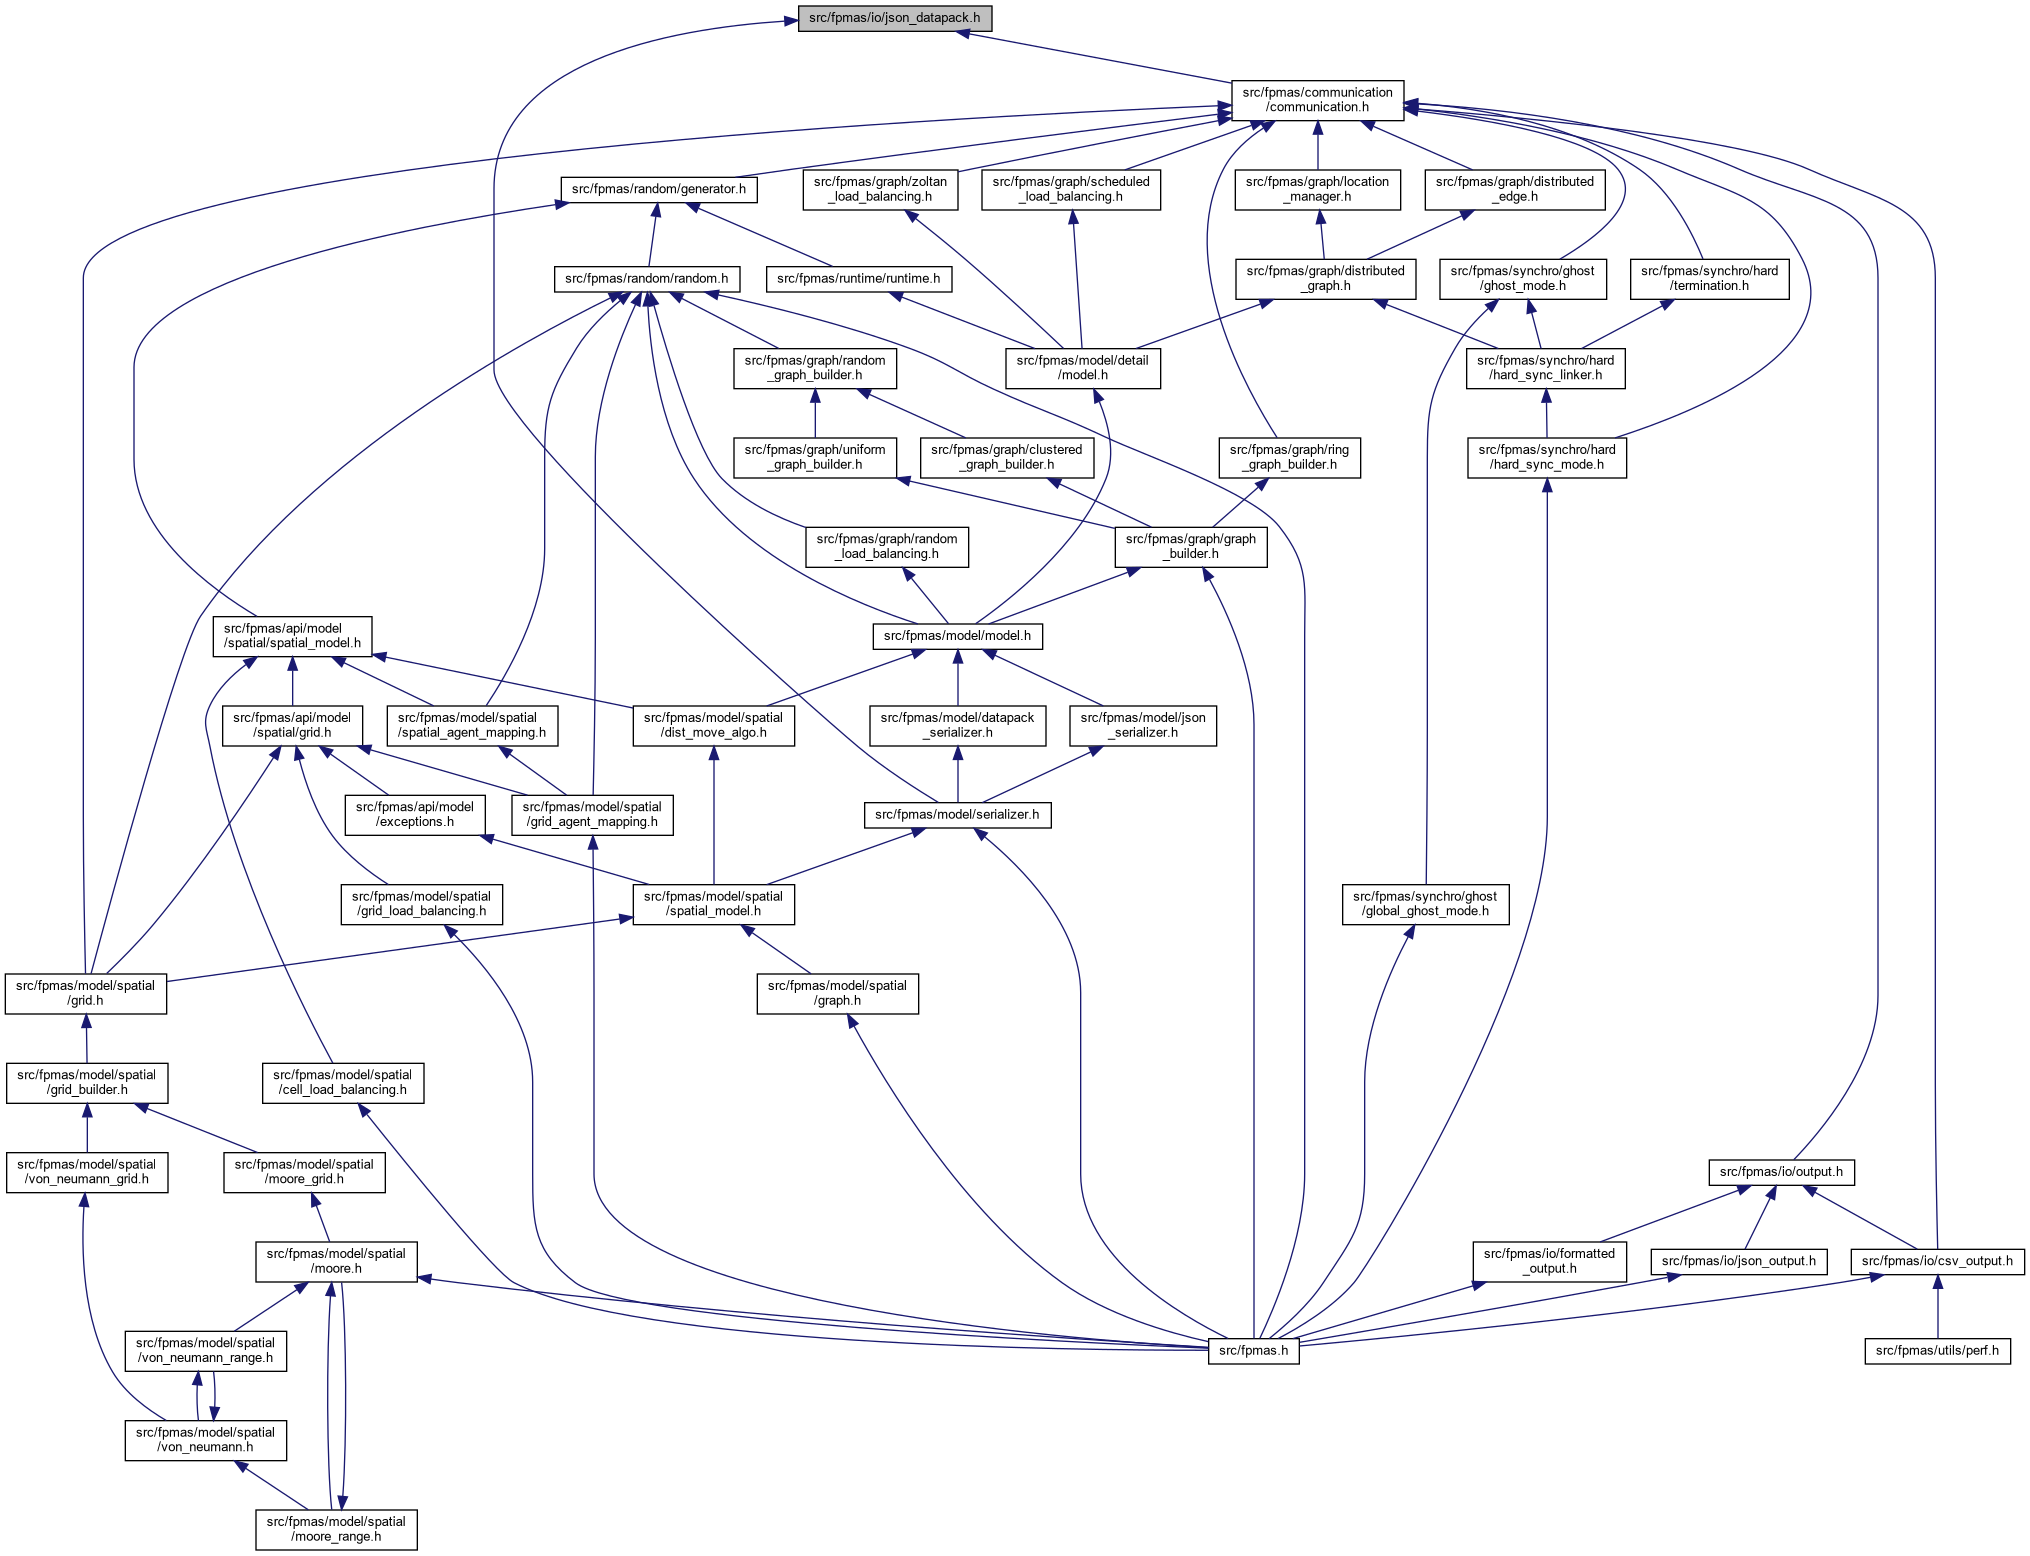 src/fpmas/io/json_datapack.h
src/fpmas/communication
/communication.h
src/fpmas/random/generator.h
src/fpmas/graph/zoltan
_load_balancing.h
src/fpmas/graph/scheduled
_load_balancing.h
src/fpmas/graph/location
_manager.h
src/fpmas/graph/distributed
_edge.h
src/fpmas/random/random.h
src/fpmas/runtime/runtime.h
src/fpmas/graph/distributed
_graph.h
src/fpmas/synchro/ghost
/ghost_mode.h
src/fpmas/synchro/hard
/termination.h
src/fpmas/graph/random
_graph_builder.h
src/fpmas/model/detail
/model.h
src/fpmas/synchro/hard
/hard_sync_linker.h
src/fpmas/graph/uniform
_graph_builder.h
src/fpmas/graph/clustered
_graph_builder.h
src/fpmas/graph/ring
_graph_builder.h
src/fpmas/synchro/hard
/hard_sync_mode.h
src/fpmas/graph/random
_load_balancing.h
src/fpmas/graph/graph
_builder.h
src/fpmas/api/model
/spatial/spatial_model.h
src/fpmas/model/model.h
src/fpmas/api/model
/spatial/grid.h
src/fpmas/model/spatial
/spatial_agent_mapping.h
src/fpmas/model/spatial
/dist_move_algo.h
src/fpmas/model/datapack
_serializer.h
src/fpmas/model/json
_serializer.h
src/fpmas/api/model
/exceptions.h
src/fpmas/model/spatial
/grid_agent_mapping.h
src/fpmas/model/serializer.h
src/fpmas/model/spatial
/grid_load_balancing.h
src/fpmas/model/spatial
/spatial_model.h
src/fpmas/synchro/ghost
/global_ghost_mode.h
src/fpmas/model/spatial
/grid.h
src/fpmas/model/spatial
/graph.h
src/fpmas/model/spatial
/grid_builder.h
src/fpmas/model/spatial
/cell_load_balancing.h
src/fpmas/model/spatial
/von_neumann_grid.h
src/fpmas/model/spatial
/moore_grid.h
src/fpmas/io/output.h
src/fpmas/model/spatial
/moore.h
src/fpmas/io/formatted
_output.h
src/fpmas/io/json_output.h
src/fpmas/io/csv_output.h
src/fpmas/model/spatial
/von_neumann_range.h
src/fpmas.h
src/fpmas/utils/perf.h
src/fpmas/model/spatial
/von_neumann.h
src/fpmas/model/spatial
/moore_range.h